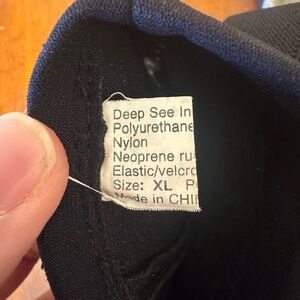 Deep See In
Polyurethane
Nylon
Neoprene ru
Elastic/velcro
Size: XL P
Made in CHI